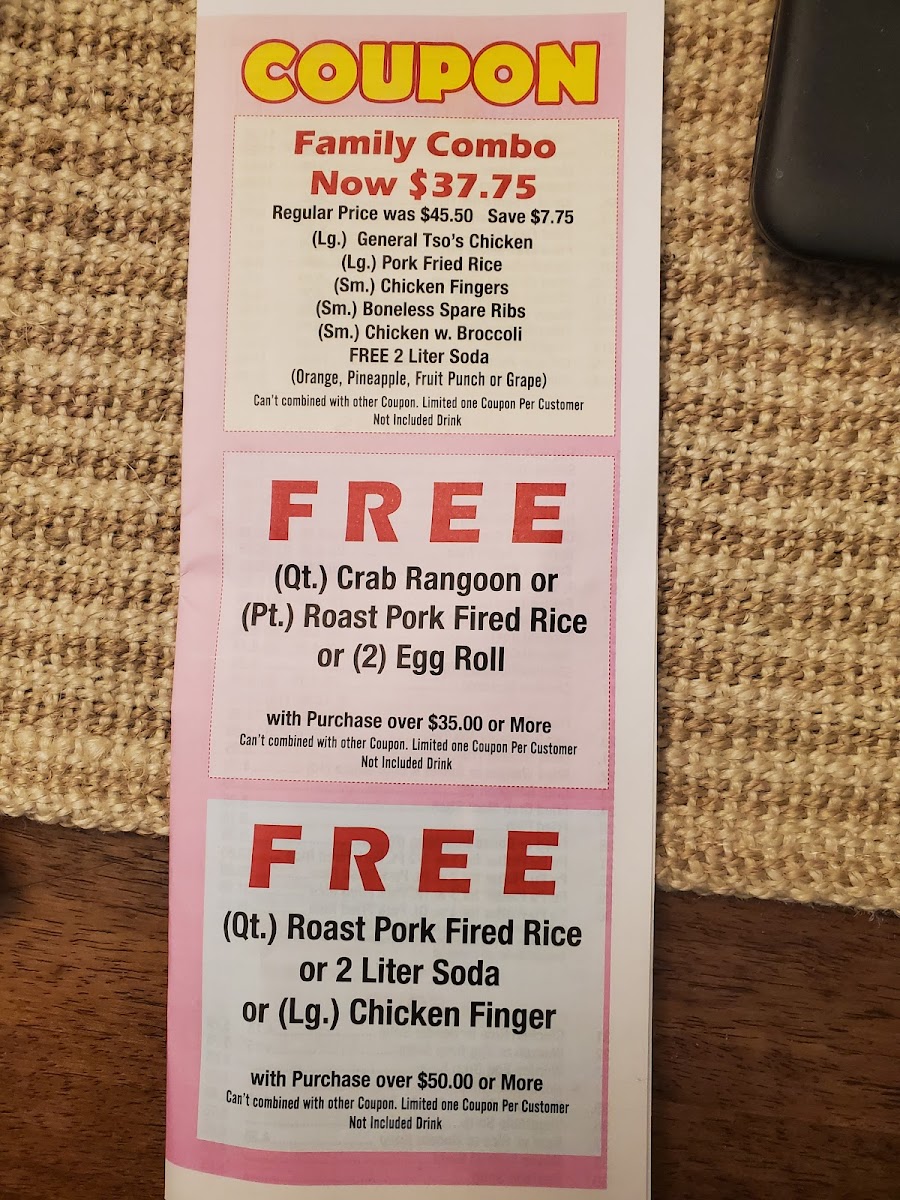 COUPON
Family Combo
Now $37.75
Regular Price was $45.50 Save $7.75
(Lg.) General Tso's Chicken
(Lg.) Pork Fried Rice
(Sm.) Chicken Fingers
(Sm.) Boneless Spare Ribs
(Sm.) Chicken w. Broccoli
FREE 2 Liter Soda
(Orange, Pineapple, Fruit Punch or Grape)
Can't combined with other Coupon. Limited one Coupon Per Customer
Not Included Drink
FREE
(Qt.) Crab Rangoon or
(Pt.) Roast Pork Fired Rice
or (2) Egg Roll
with Purchase over $35.00 or More
Can't combined with other Coupon. Limited one Coupon Per Customer
Not Included Drink
FREE
(Qt.) Roast Pork Fired Rice
or 2 Liter Soda
or (Lg.) Chicken Finger
with Purchase over $50.00 or More
Can't combined with other Coupon. Limited one Coupon Per Customer
Not Included Drink